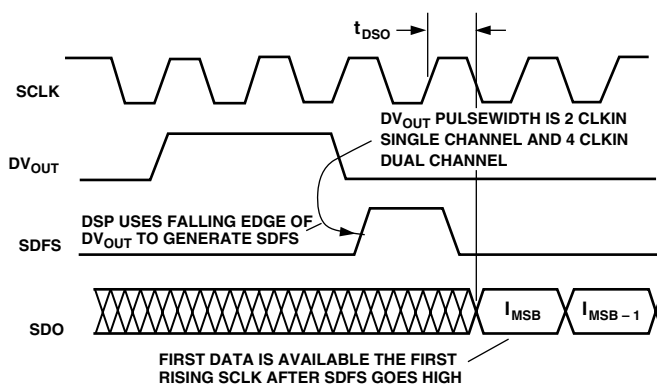 tDSO
SCLK
DVOUT PULSEWIDTH IS 2 CLKIN
SINGLE CHANNEL AND 4 CLKIN
DUAL CHANNEL
DVOUT
DSP USES FALLING EDGE OF
DVOUT TO GENERATE SDFS
SDFS
SDO
IMSB
IMSB – 1
FIRST DATA IS AVAILABLE THE FIRST
RISING SCLK AFTER SDFS GOES HIGH